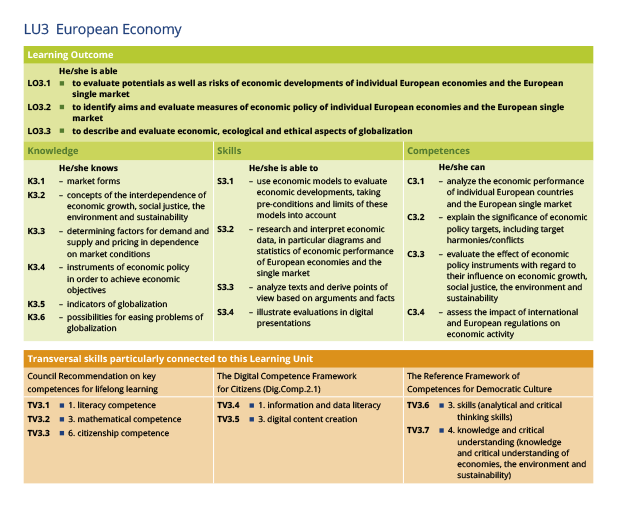 LU3 European Economy
Learning Outcome
He/she is able
LO3.1 ■ to evaluate potentials as well as risks of economic developments of individual European economies and the European
single market
LO3.2 ■ to identify aims and evaluate measures of economic policy of individual European economies and the European single
market
LO3.3 ■ to describe and evaluate economic, ecological and ethical aspects of globalization
Knowledge
He/she knows
K3.1 – market forms
K3.2 – concepts of the interdependence of
economic growth, social justice, the
environment and sustainability
K3.3 – determining factors for demand and
supply and pricing in dependence
on market conditions
K3.4 – instruments of economic policy
in order to achieve economic
objectives
K3.5 – indicators of globalization
K3.6 – possibilities for easing problems of
globalization
Skills
He/she is able to
S3.1 – use economic models to evaluate
economic developments, taking
pre-conditions and limits of these
models into account
S3.2 – research and interpret economic
data, in particular diagrams and
statistics of economic performance
of European economies and the
single market
S3.3 – analyze texts and derive points of
view based on arguments and facts
S3.4 – illustrate evaluations in digital
presentations
Competences
He/she can
C3.1 – analyze the economic performance
of individual European countries
and the European single market
C3.2 – explain the significance of economic
policy targets, including target
harmonies/conflicts
C3.3 – evaluate the effect of economic
policy instruments with regard to
their influence on economic growth,
social justice, the environment and
sustainability
C3.4 – assess the impact of international
and European regulations on
economic activity
Transversal skills particularly connected to this Learning Unit
Council Recommendation on key
competences for lifelong learning
TV3.1 ■ 1. literacy competence
TV3.2 ■ 3. mathematical competence
TV3.3 ■ 6. citizenship competence
The Digital Competence Framework
for Citizens (Dig.Comp.2.1)
TV3.4 ■ 1. information and data literacy
TV3.5 ■ 3. digital content creation
The Reference Framework of
Competences for Democratic Culture
TV3.6 ■ 3. skills (analytical and critical
thinking skills)
TV3.7 ■ 4. knowledge and critical
understanding (knowledge
and critical understanding of
economies, the environment and
sustainability)